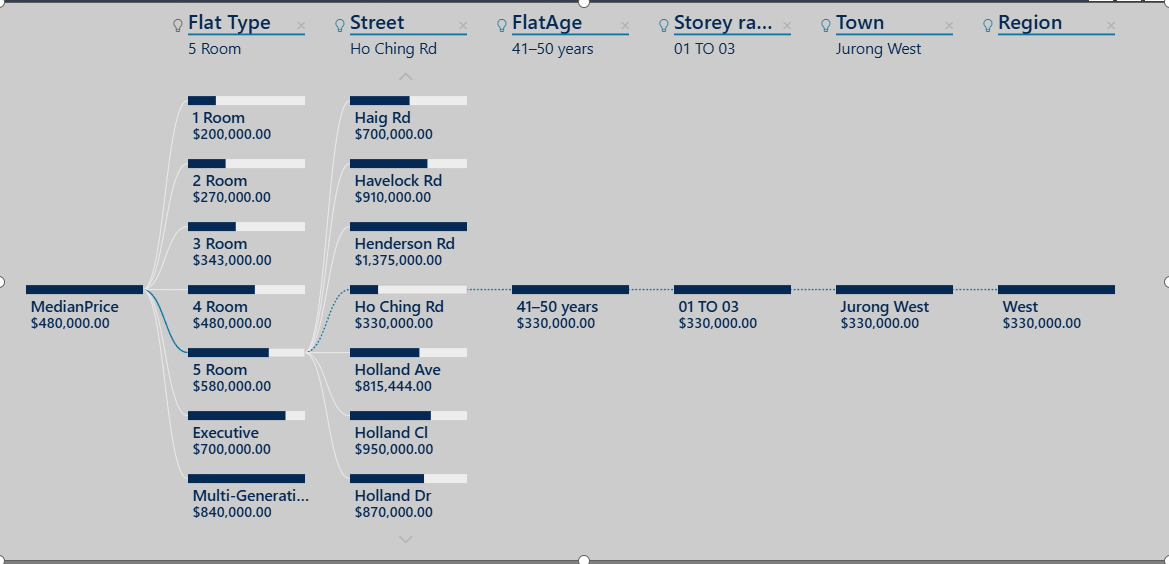 Flat Type
5 Room
Street
Ho Ching Rd
FlatAge
41–50 years
Storey ra...
01 TO 03
Town
Jurong West
Region
MedianPrice
$480,000.00
1 Room
$200,000.00
2 Room
$270,000.00
3 Room
$343,000.00
4 Room
$480,000.00
5 Room
$580,000.00
Executive
$700,000.00
Multi-Generati...
$840,000.00
Haig Rd
$700,000.00
Havelock Rd
$910,000.00
Henderson Rd
$1,375,000.00
Ho Ching Rd
$330,000.00
Holland Ave
$815,444.00
Holland Cl
$950,000.00
Holland Dr
$870,000.00
41–50 years
$330,000.00
01 TO 03
$330,000.00
Jurong West
$330,000.00
West
$330,000.00